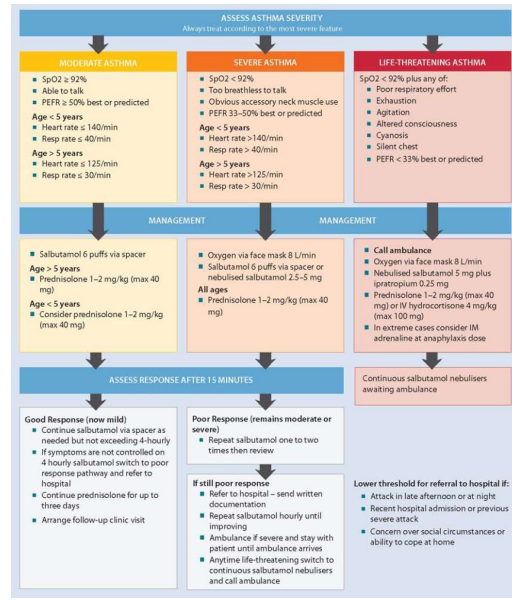 ASSESS ASTHMA SEVERITY
Always treat according to the most severe feature
MODERATE ASTHMA
SpO2 ≥ 92%
Able to talk
PEFR ≥ 50% best or predicted
Age < 5 years
Heart rate ≤ 140/min
Resp rate ≤ 40/min
Age > 5 years
Heart rate ≤ 125/min
Resp rate ≤ 30/min
SEVERE ASTHMA
SpO2 < 92%
Too breathless to talk
Obvious accessory neck muscle use
PEFR 33–50% best or predicted
Age < 5 years
Heart rate >140/min
Resp rate > 40/min
Age > 5 years
Heart rate >125/min
Resp rate > 30/min
LIFE-THREATENING ASTHMA
SpO2 < 92% plus any of:
Poor respiratory effort
Exhaustion
Agitation
Altered consciousness
Cyanosis
Silent chest
PEFR < 33% best or predicted
MANAGEMENT
MANAGEMENT
Salbutamol 6 puffs via spacer
Age > 5 years
Prednisolone 1–2 mg/kg (max 40
mg)
Age < 5 years
Consider prednisolone 1–2 mg/kg
(max 40 mg)
Oxygen via face mask 8 L/min
Salbutamol 6 puffs via spacer or
nebulised salbutamol 2.5–5 mg
All ages
Prednisolone 1–2 mg/kg (max 40
mg)
Call ambulance
Oxygen via face mask 8 L/min
Nebulised salbutamol 5 mg plus
ipratropium 0.25 mg
Prednisolone 1–2 mg/kg (max 40
mg) or IV hydrocortisone 4 mg/kg
(max 100 mg)
In extreme cases consider IM
adrenaline at anaphylaxis dose
ASSESS RESPONSE AFTER 15 MINUTES
Continuous salbutamol nebulisers
awaiting ambulance
Good Response (now mild)
Continue salbutamol via spacer as
needed but not exceeding 4-hourly
If symptoms are not controlled on
4 hourly salbutamol switch to poor
response pathway and refer to
hospital
Continue prednisolone for up to
three days
Arrange follow-up clinic visit
Poor Response (remains moderate or
severe)
Repeat salbutamol one to two
times then review
If still poor response
Refer to hospital – send written
documentation
Repeat salbutamol hourly until
improving
Ambulance if severe and stay with
patient until ambulance arrives
Anytime life-threatening switch to
continuous salbutamol nebulisers
and call ambulance
Lower threshold for referral to hospital if:
Attack in late afternoon or at night
Recent hospital admission or previous
severe attack
Concern over social circumstances or
ability to cope at home